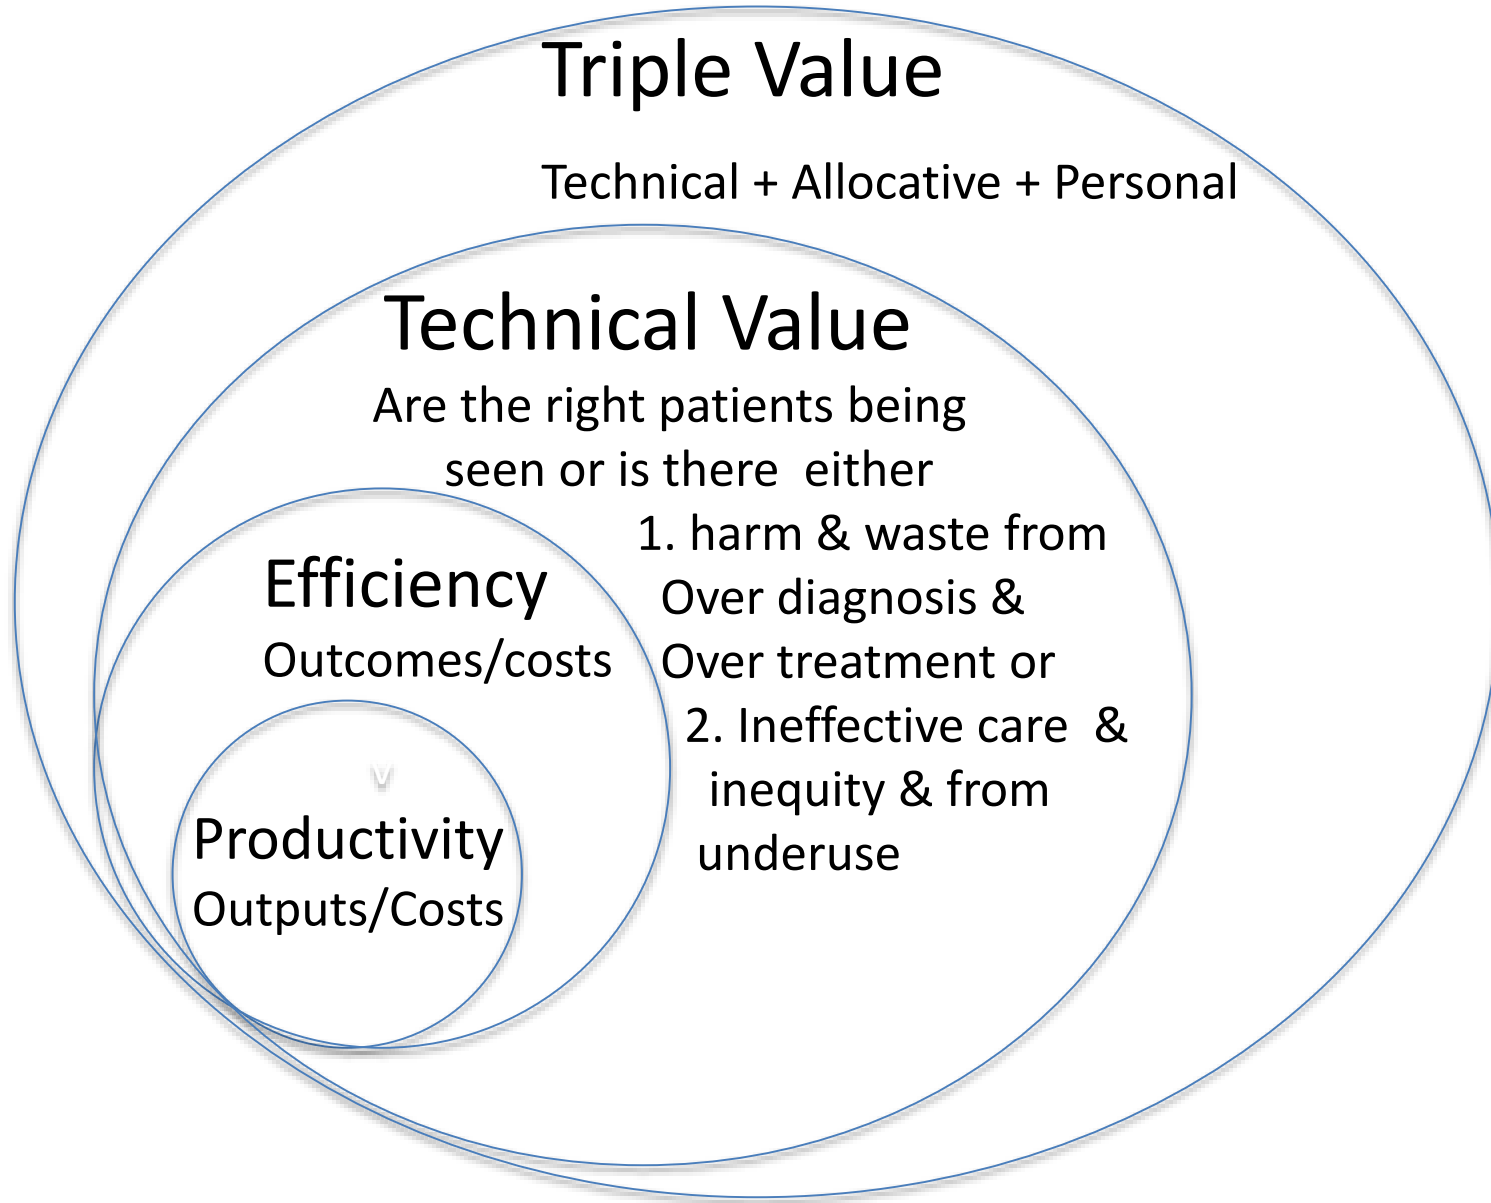 Triple Value
Technical + Allocative + Personal
Technical Value
Are the right patients being
seen or is there either
1. harm & waste from
Over diagnosis &
Over treatment or
2. Ineffective care &
inequity & from
underuse
Efficiency
Outcomes/costs
v
Productivity
Outputs/Costs